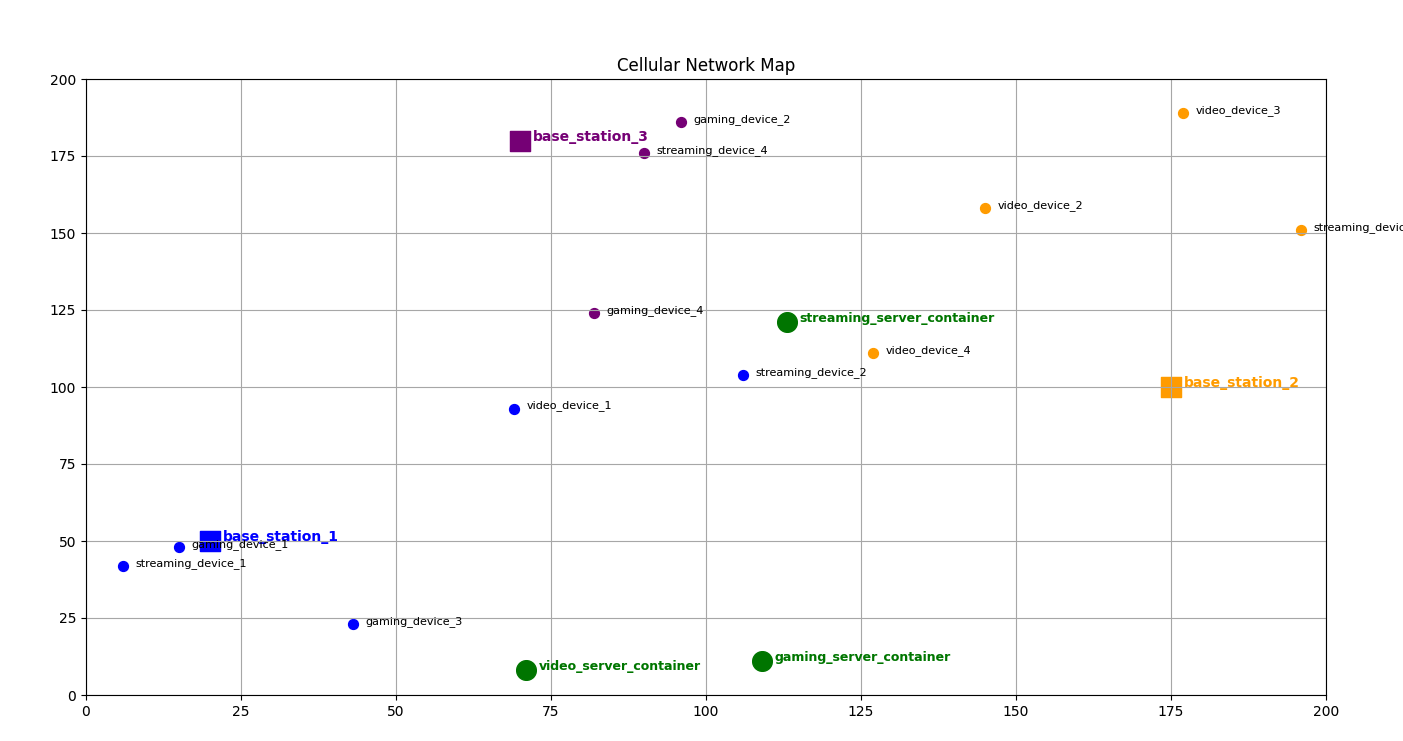 Cellular Network Map
200
175
150
125
100
75
50
25
0
gaming_device_2
video_device_3
base_station_3
streaming_device_4
video_device_2
gaming_device_4
streaming_server_container
video_device_4
streaming_device_2
base_station_2
video_device_1
base_station_1
gaming_device_1
streaming_device_1
gaming_device_3
video_server_container
gaming_server_container
0
25
50
75
100
125
150
175
200